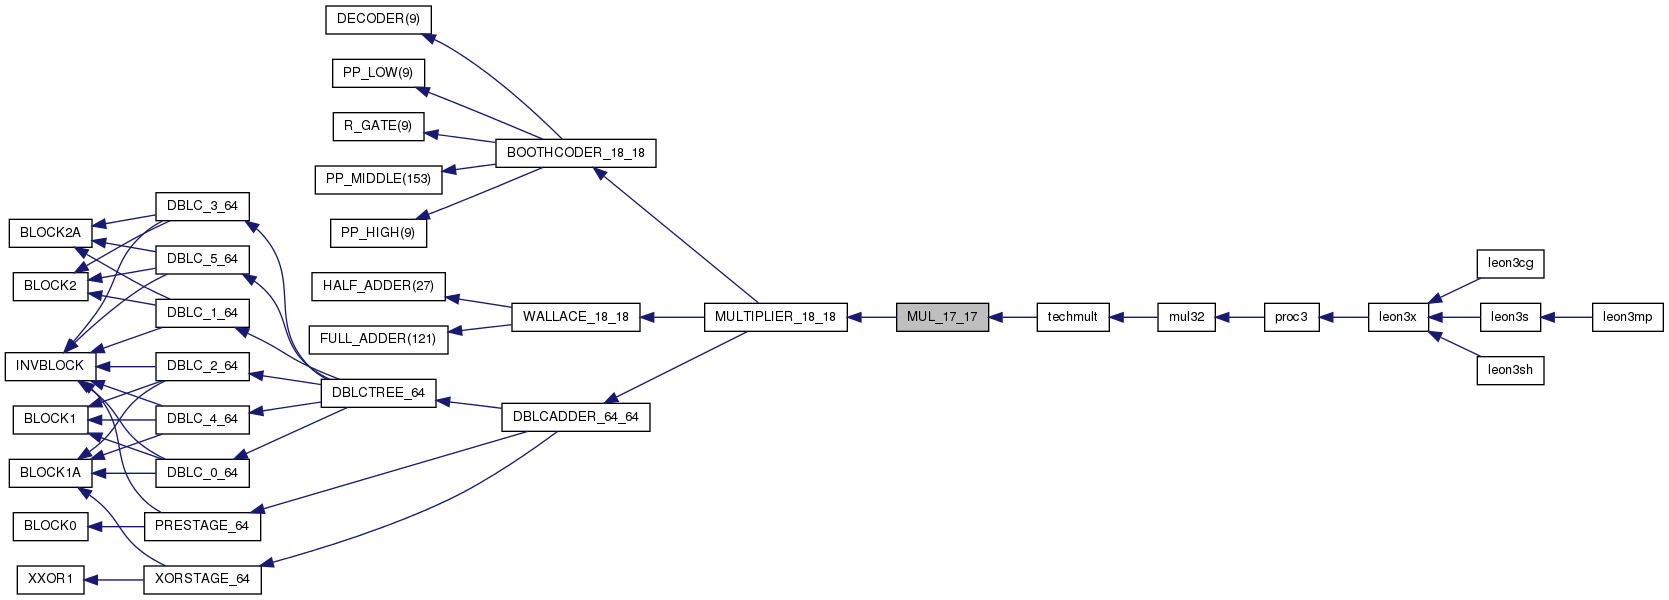 DECODER(9)
PP_LOW(9)
R_GATE(9)
BOOTHCODER_18_18
PP_MIDDLE(153)
DBLC_3_64
BLOCK2A
PP_HIGH(9)
DBLC_5_64
leon3cg
BLOCK2
HALF_ADDER(27)
DBLC_1_64
WALLACE_18_18
MULTIPLIER_18_18
MUL_17_17
techmult
mul32
proc3
leon3x
leon3s
leon3mp
FULL_ADDER(121)
INVBLOCK
DBLC_2_64
leon3sh
DBLCTREE_64
BLOCK1
DBLC_4_64
DBLCADDER_64_64
BLOCK1A
DBLC_0_64
BLOCK0
PRESTAGE_64
XXOR1
XORSTAGE_64